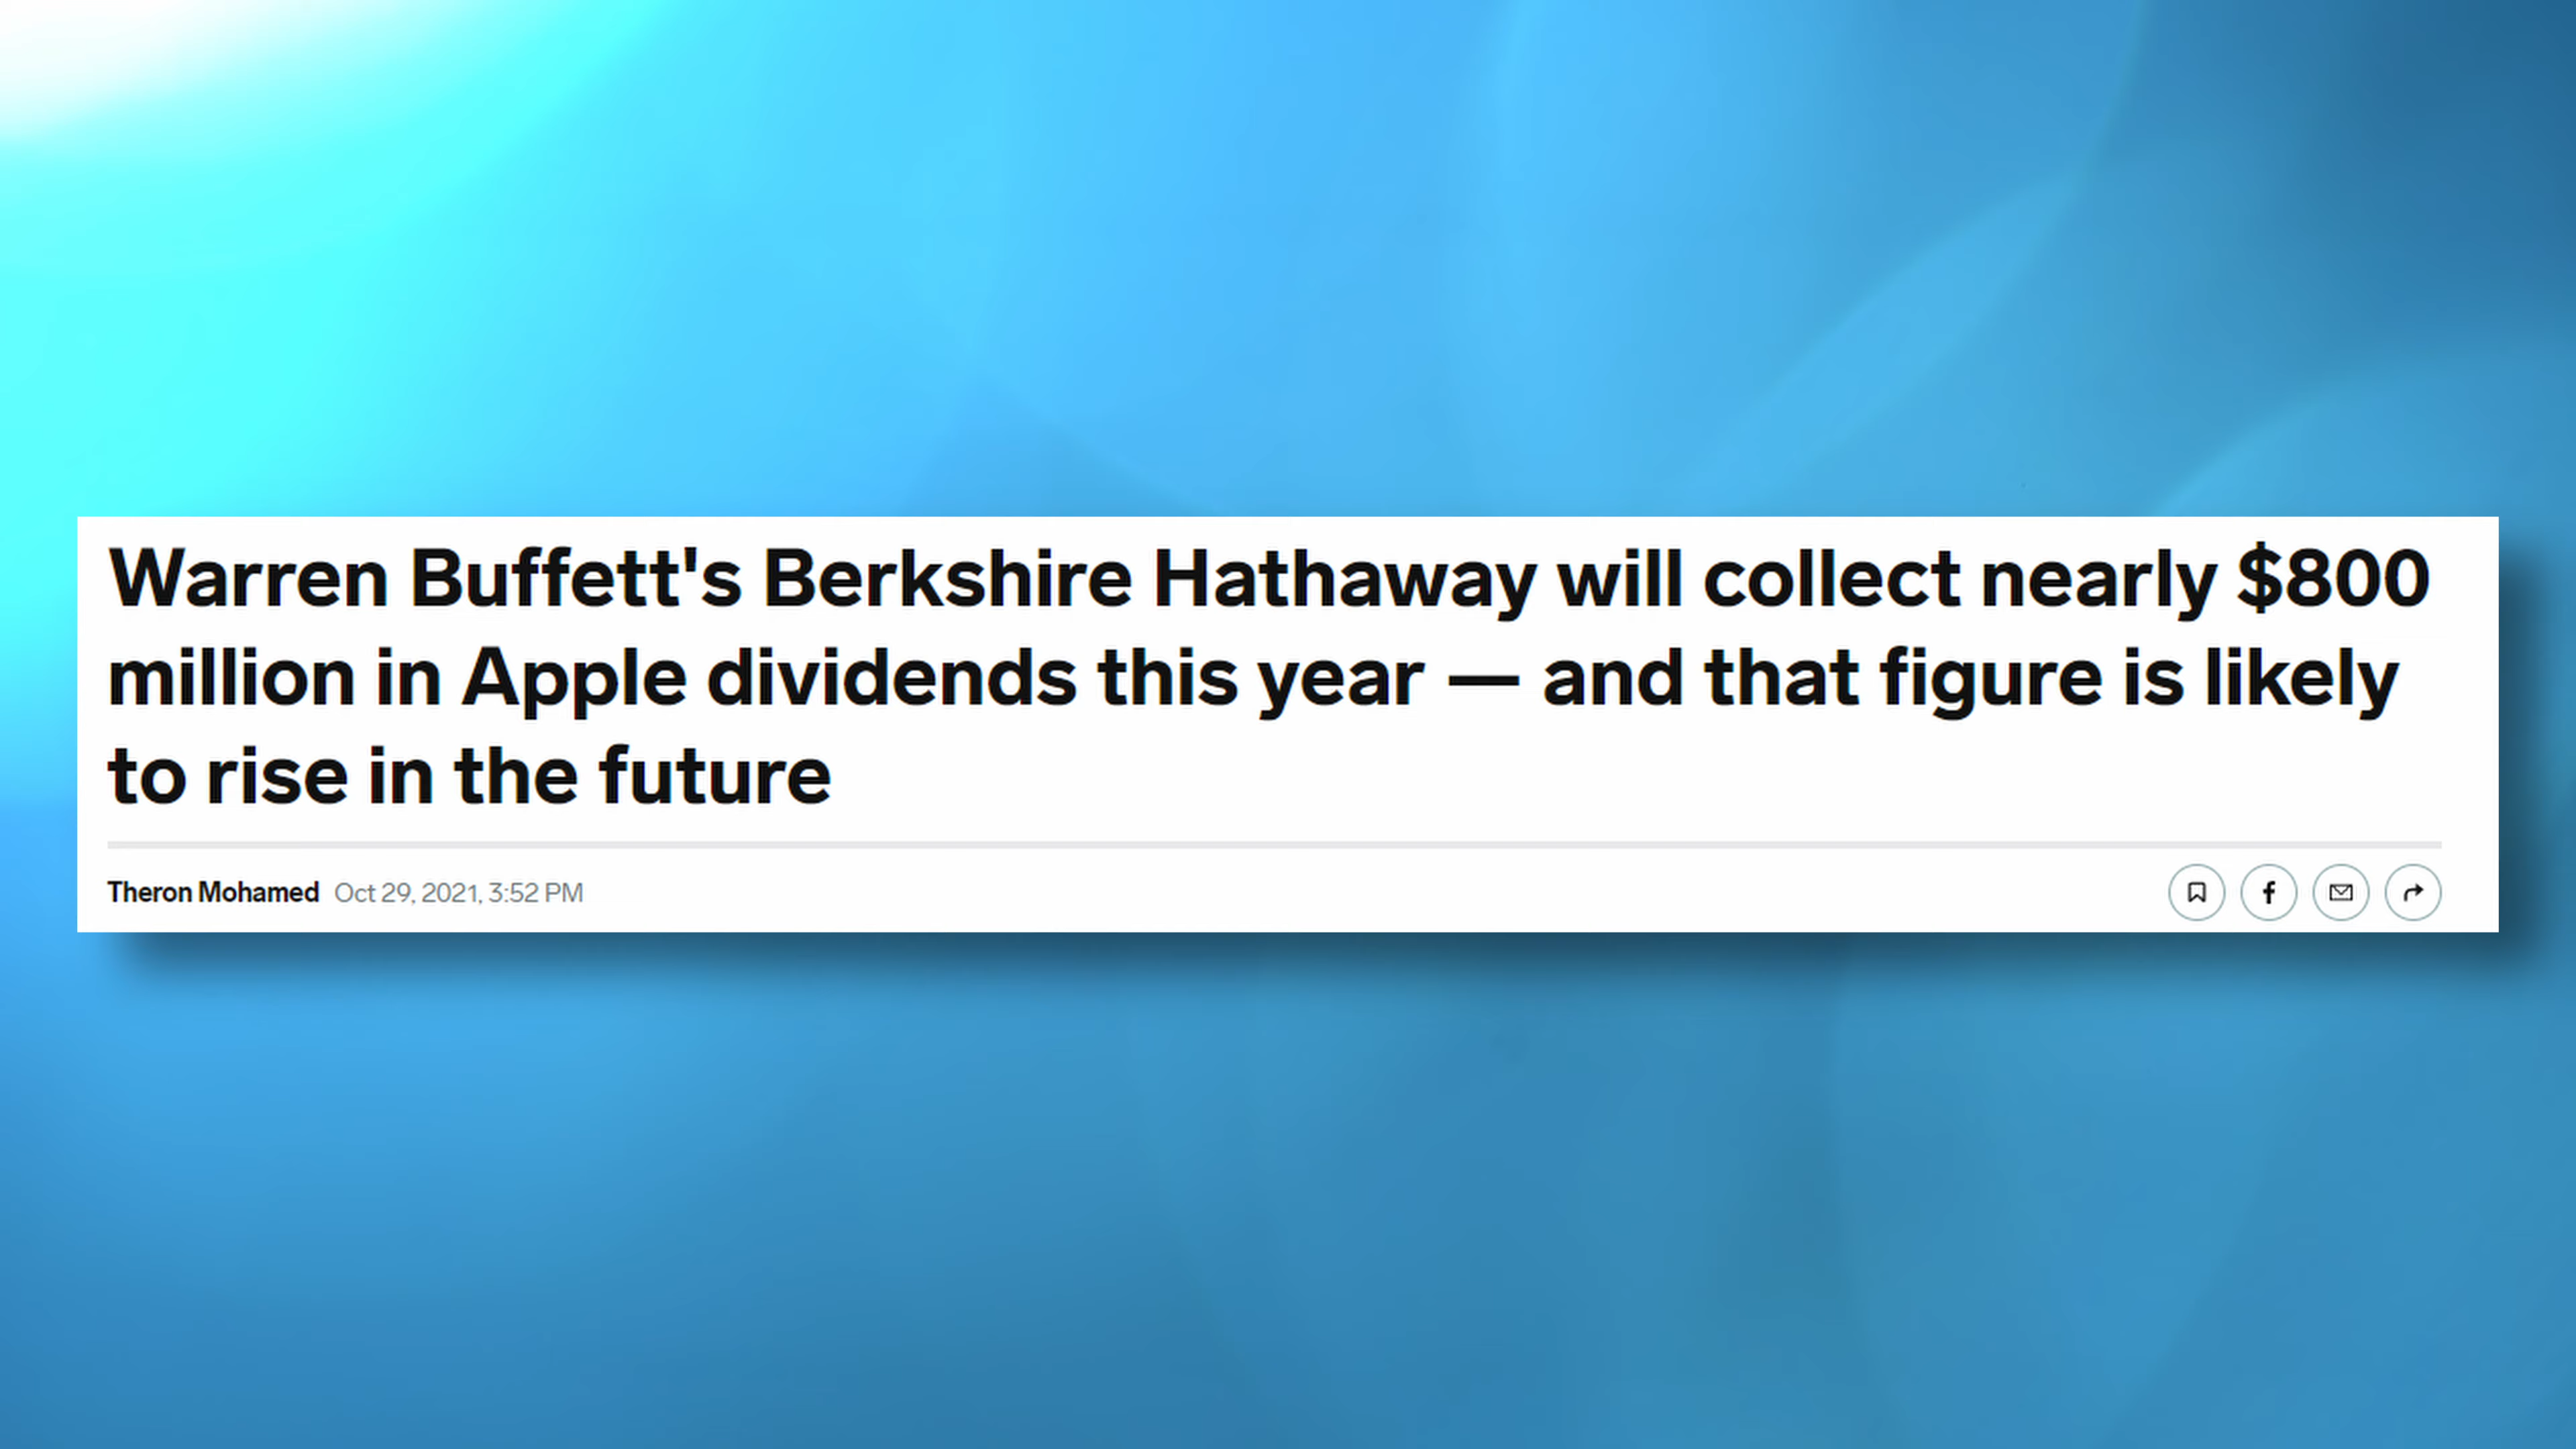 Warren Buffett's Berkshire Hathaway will collect nearly $800
million in Apple dividends this year — and that figure is likely
to rise in the future
Theron Mohamed Oct 29, 2021, 3:52 PM